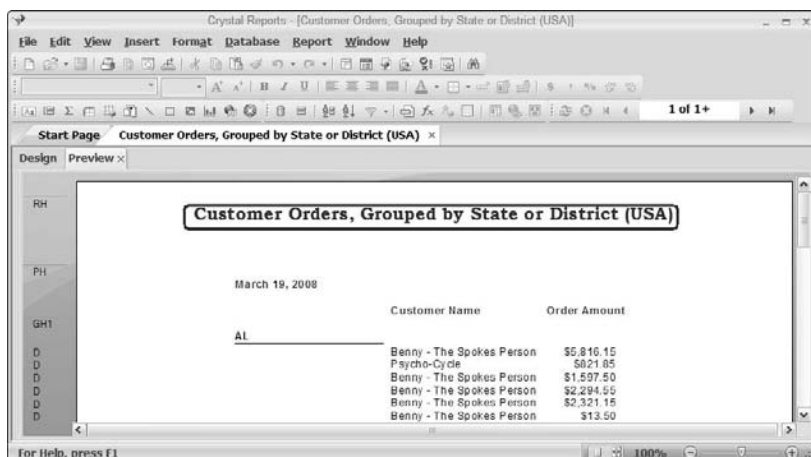 Crystal Reports - [Customer Orders, Grouped by State or District (USA)]
File Edit View Insert Format Database Report Window Help
1 of 1+
Start Page Customer Orders, Grouped by State or District (USA) ×
Design Preview ×
RH
Customer Orders, Grouped by State or District (USA)
PH
March 19, 2008
Customer Name Order Amount
GH1
AL
D Benny - The Spokes Person $5,816.15
D Psycho-Cycle $821.85
D Benny - The Spokes Person $1,597.50
D Benny - The Spokes Person $2,294.55
D Benny - The Spokes Person $2,321.15
D Benny - The Spokes Person $13.50
For Help, press F1 100%